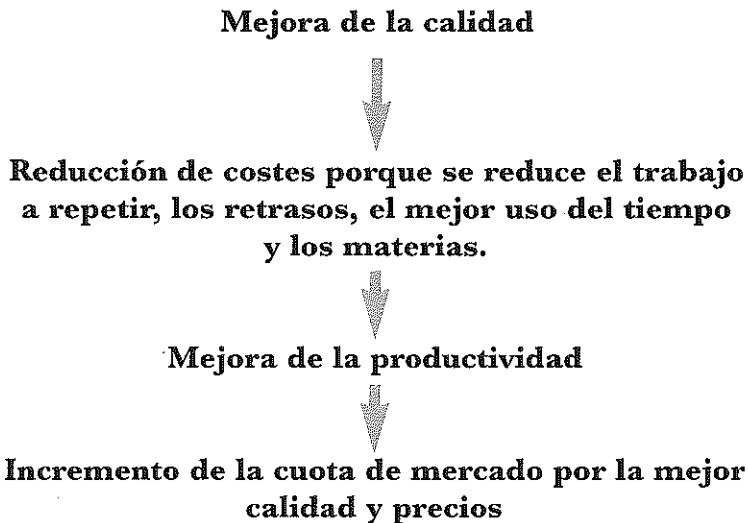 Mejora de la calidad
Reducción de costes porque se reduce el trabajo
a repetir, los retrasos, el mejor uso del tiempo
y los materias.
Mejora de la productividad
Incremento de la cuota de mercado por la mejor
calidad y precios